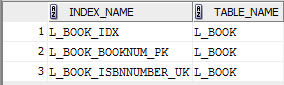 INDEX_NAME TABLE_NAME
1 L_BOOK_IDX L_BOOK
2 L_BOOK_BOOKNUM_PK L_BOOK
3 L_BOOK_ISBNNUMBER_UK L_BOOK